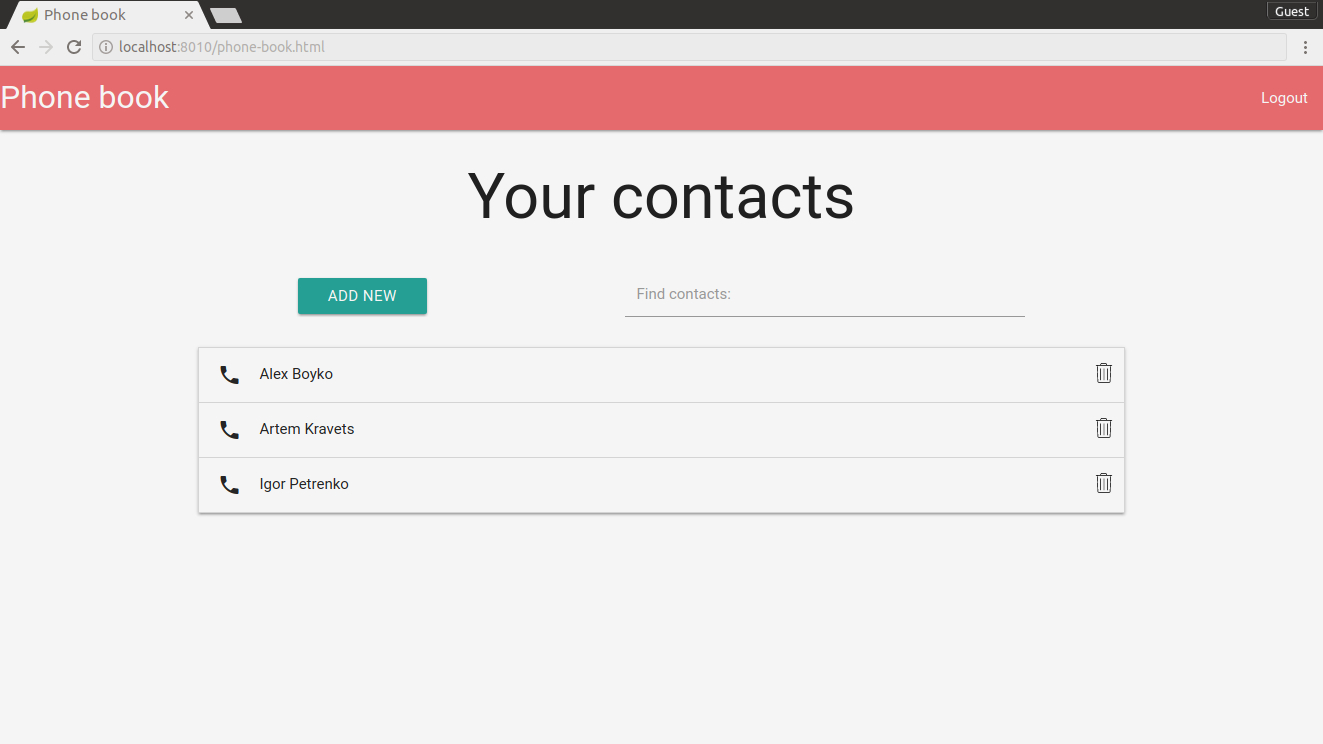 Phone book
Guest
localhost:8010/phone-book.html
Phone book
Logout
Your contacts
ADD NEW
Find contacts:
Alex Boyko
Artem Kravets
Igor Petrenko